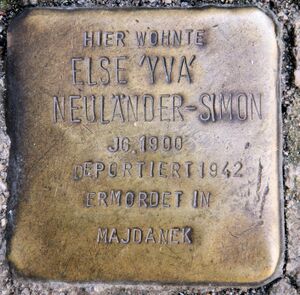 HIER WOHNTE
ELSE 'YVA'
NEULÄNDER-SIMON
JG. 1900
DEPORTIERT 1942
ERMORDET IN
MAJDANEK